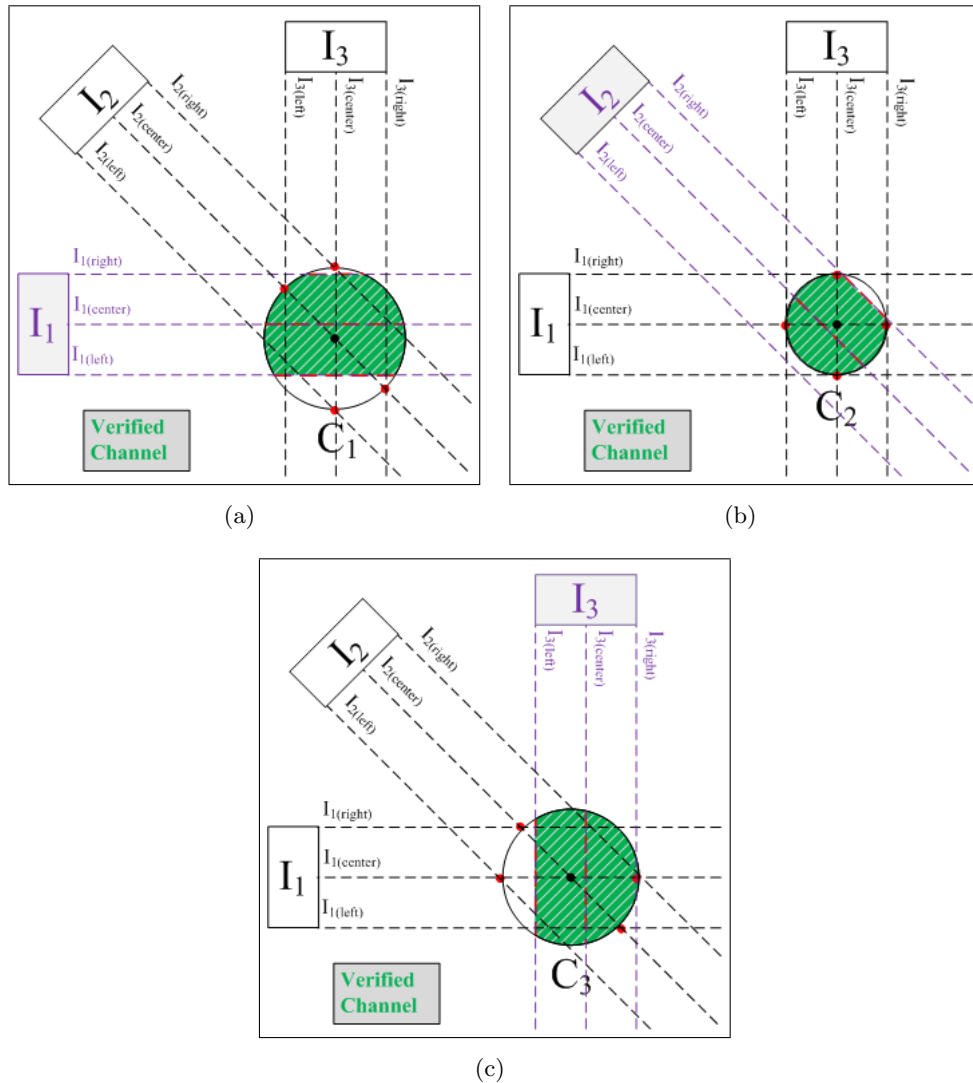 I3
I2
I3(left)
I3(center)
I3(right)
I2(right)
I2(center)
I2(left)
I1(right)
I1(center)
I1(left)
I1
C1
Verified
Channel
(a)
I3
I2
I3(left)
I3(center)
I3(right)
I2(right)
I2(center)
I2(left)
I1(right)
I1(center)
I1(left)
I1
C2
Verified
Channel
(b)
I3
I2
I3(left)
I3(center)
I3(right)
I2(right)
I2(center)
I2(left)
I1(right)
I1(center)
I1(left)
I1
C3
Verified
Channel
(c)